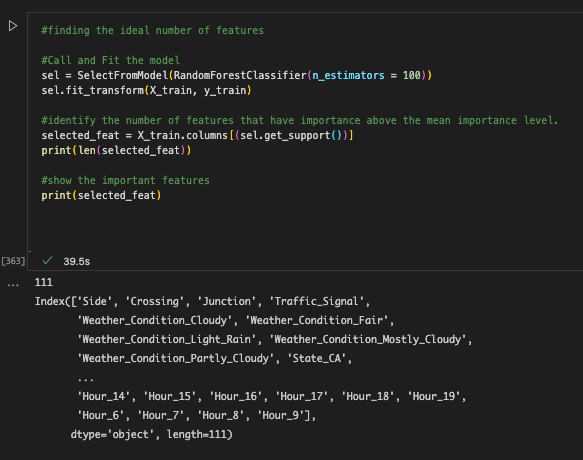 #finding the ideal number of features
#Call and Fit the model
sel = SelectFromModel(RandomForestClassifier(n_estimators = 100))
sel.fit_transform(X_train, y_train)
#identify the number of features that have importance above the mean importance level.
selected_feat = X_train.columns[(sel.get_support())]
print(len(selected_feat))
#show the important features
print(selected_feat)
[363] ✓ 39.5s
... 111
Index(['Side', 'Crossing', 'Junction', 'Traffic_Signal',
'Weather_Condition_Cloudy', 'Weather_Condition_Fair',
'Weather_Condition_Light_Rain', 'Weather_Condition_Mostly_Cloudy',
'Weather_Condition_Partly_Cloudy', 'State_CA',
...
'Hour_14', 'Hour_15', 'Hour_16', 'Hour_17', 'Hour_18', 'Hour_19',
'Hour_6', 'Hour_7', 'Hour_8', 'Hour_9'],
dtype='object', length=111)